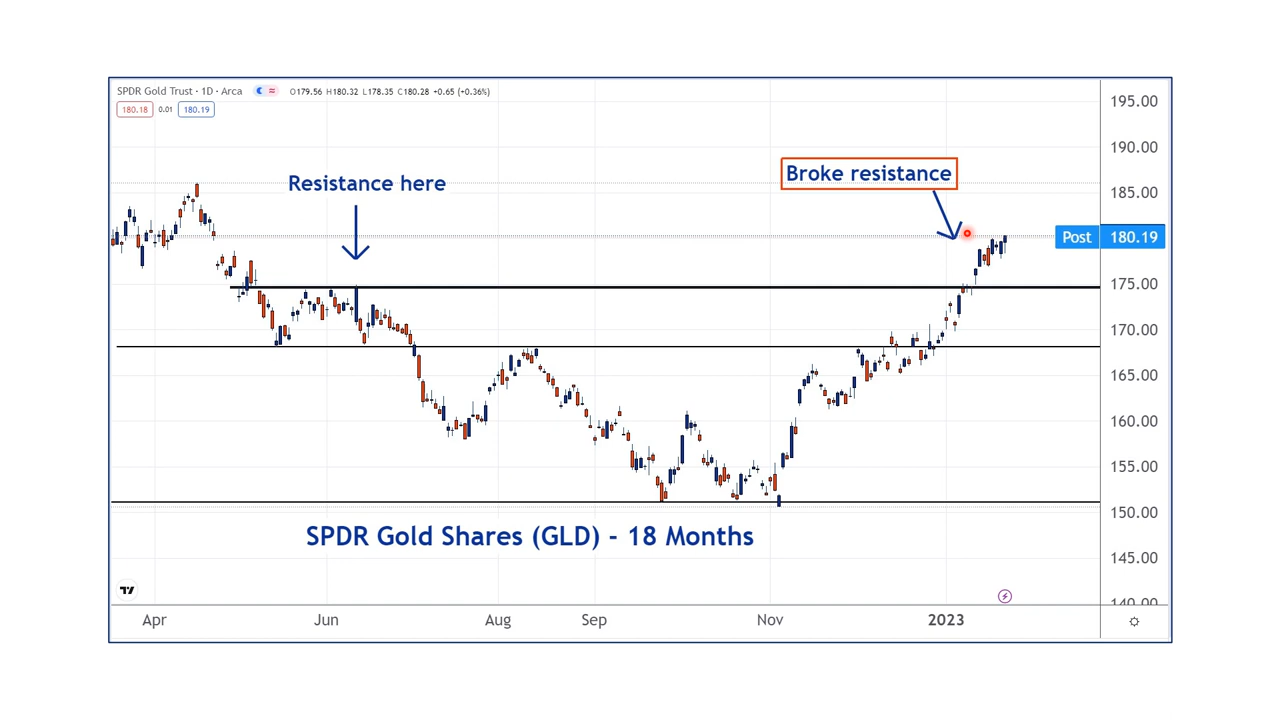 SPDR Gold Trust · 1D · Arca O179.56 H180.32 L178.35 C180.28 +0.65 (+0.36%)
180.18 0.01 180.19
195.00
190.00
Resistance here
Broke resistance
185.00
Post 180.19
175.00
170.00
165.00
160.00
155.00
150.00
SPDR Gold Shares (GLD) - 18 Months
145.00
140.00
Apr Jun Aug Sep Nov 2023